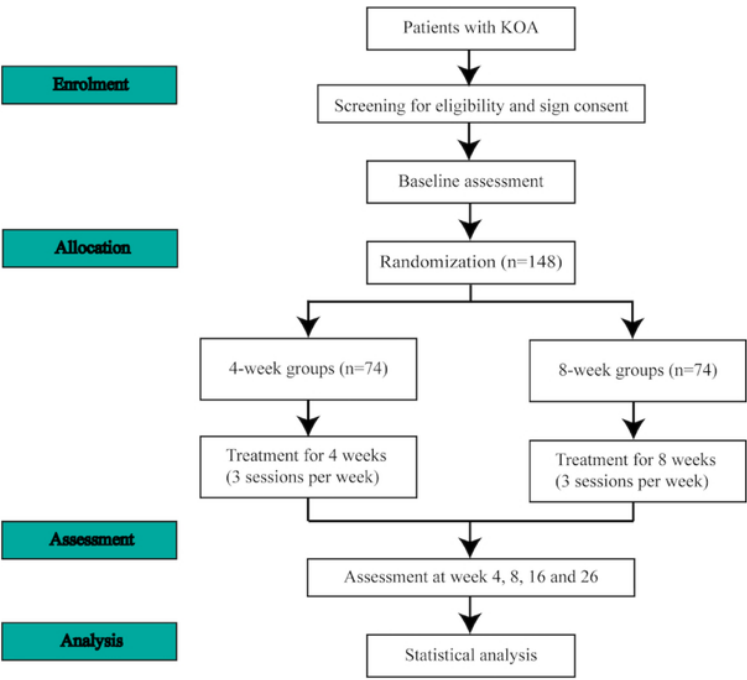 Patients with KOA
Enrolment
Screening for eligibility and sign consent
Baseline assessment
Allocation
Randomization (n=148)
4-week groups (n=74)
8-week groups (n=74)
Treatment for 4 weeks
(3 sessions per week)
Treatment for 8 weeks
(3 sessions per week)
Assessment
Assessment at week 4, 8, 16 and 26
Analysis
Statistical analysis